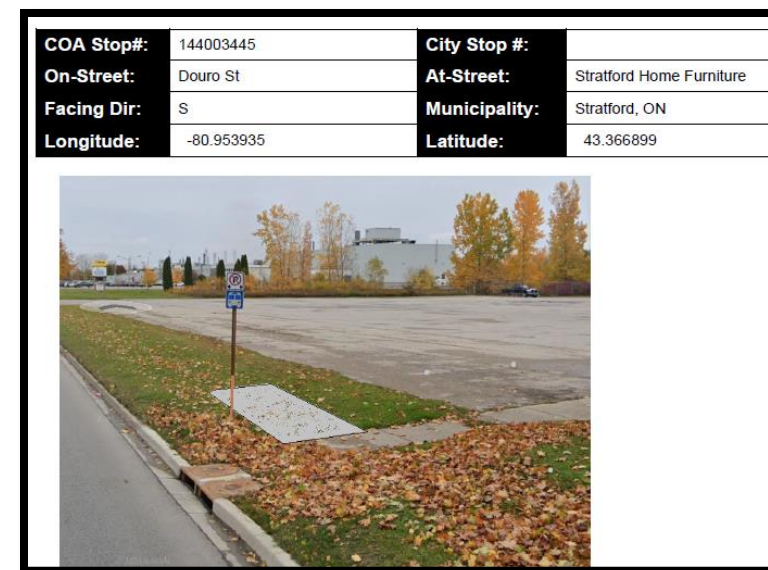 COA Stop#: 144003445 City Stop #:
On-Street: Douro St At-Street: Stratford Home Furniture
Facing Dir: S Municipality: Stratford, ON
Longitude: -80.953935 Latitude: 43.366899